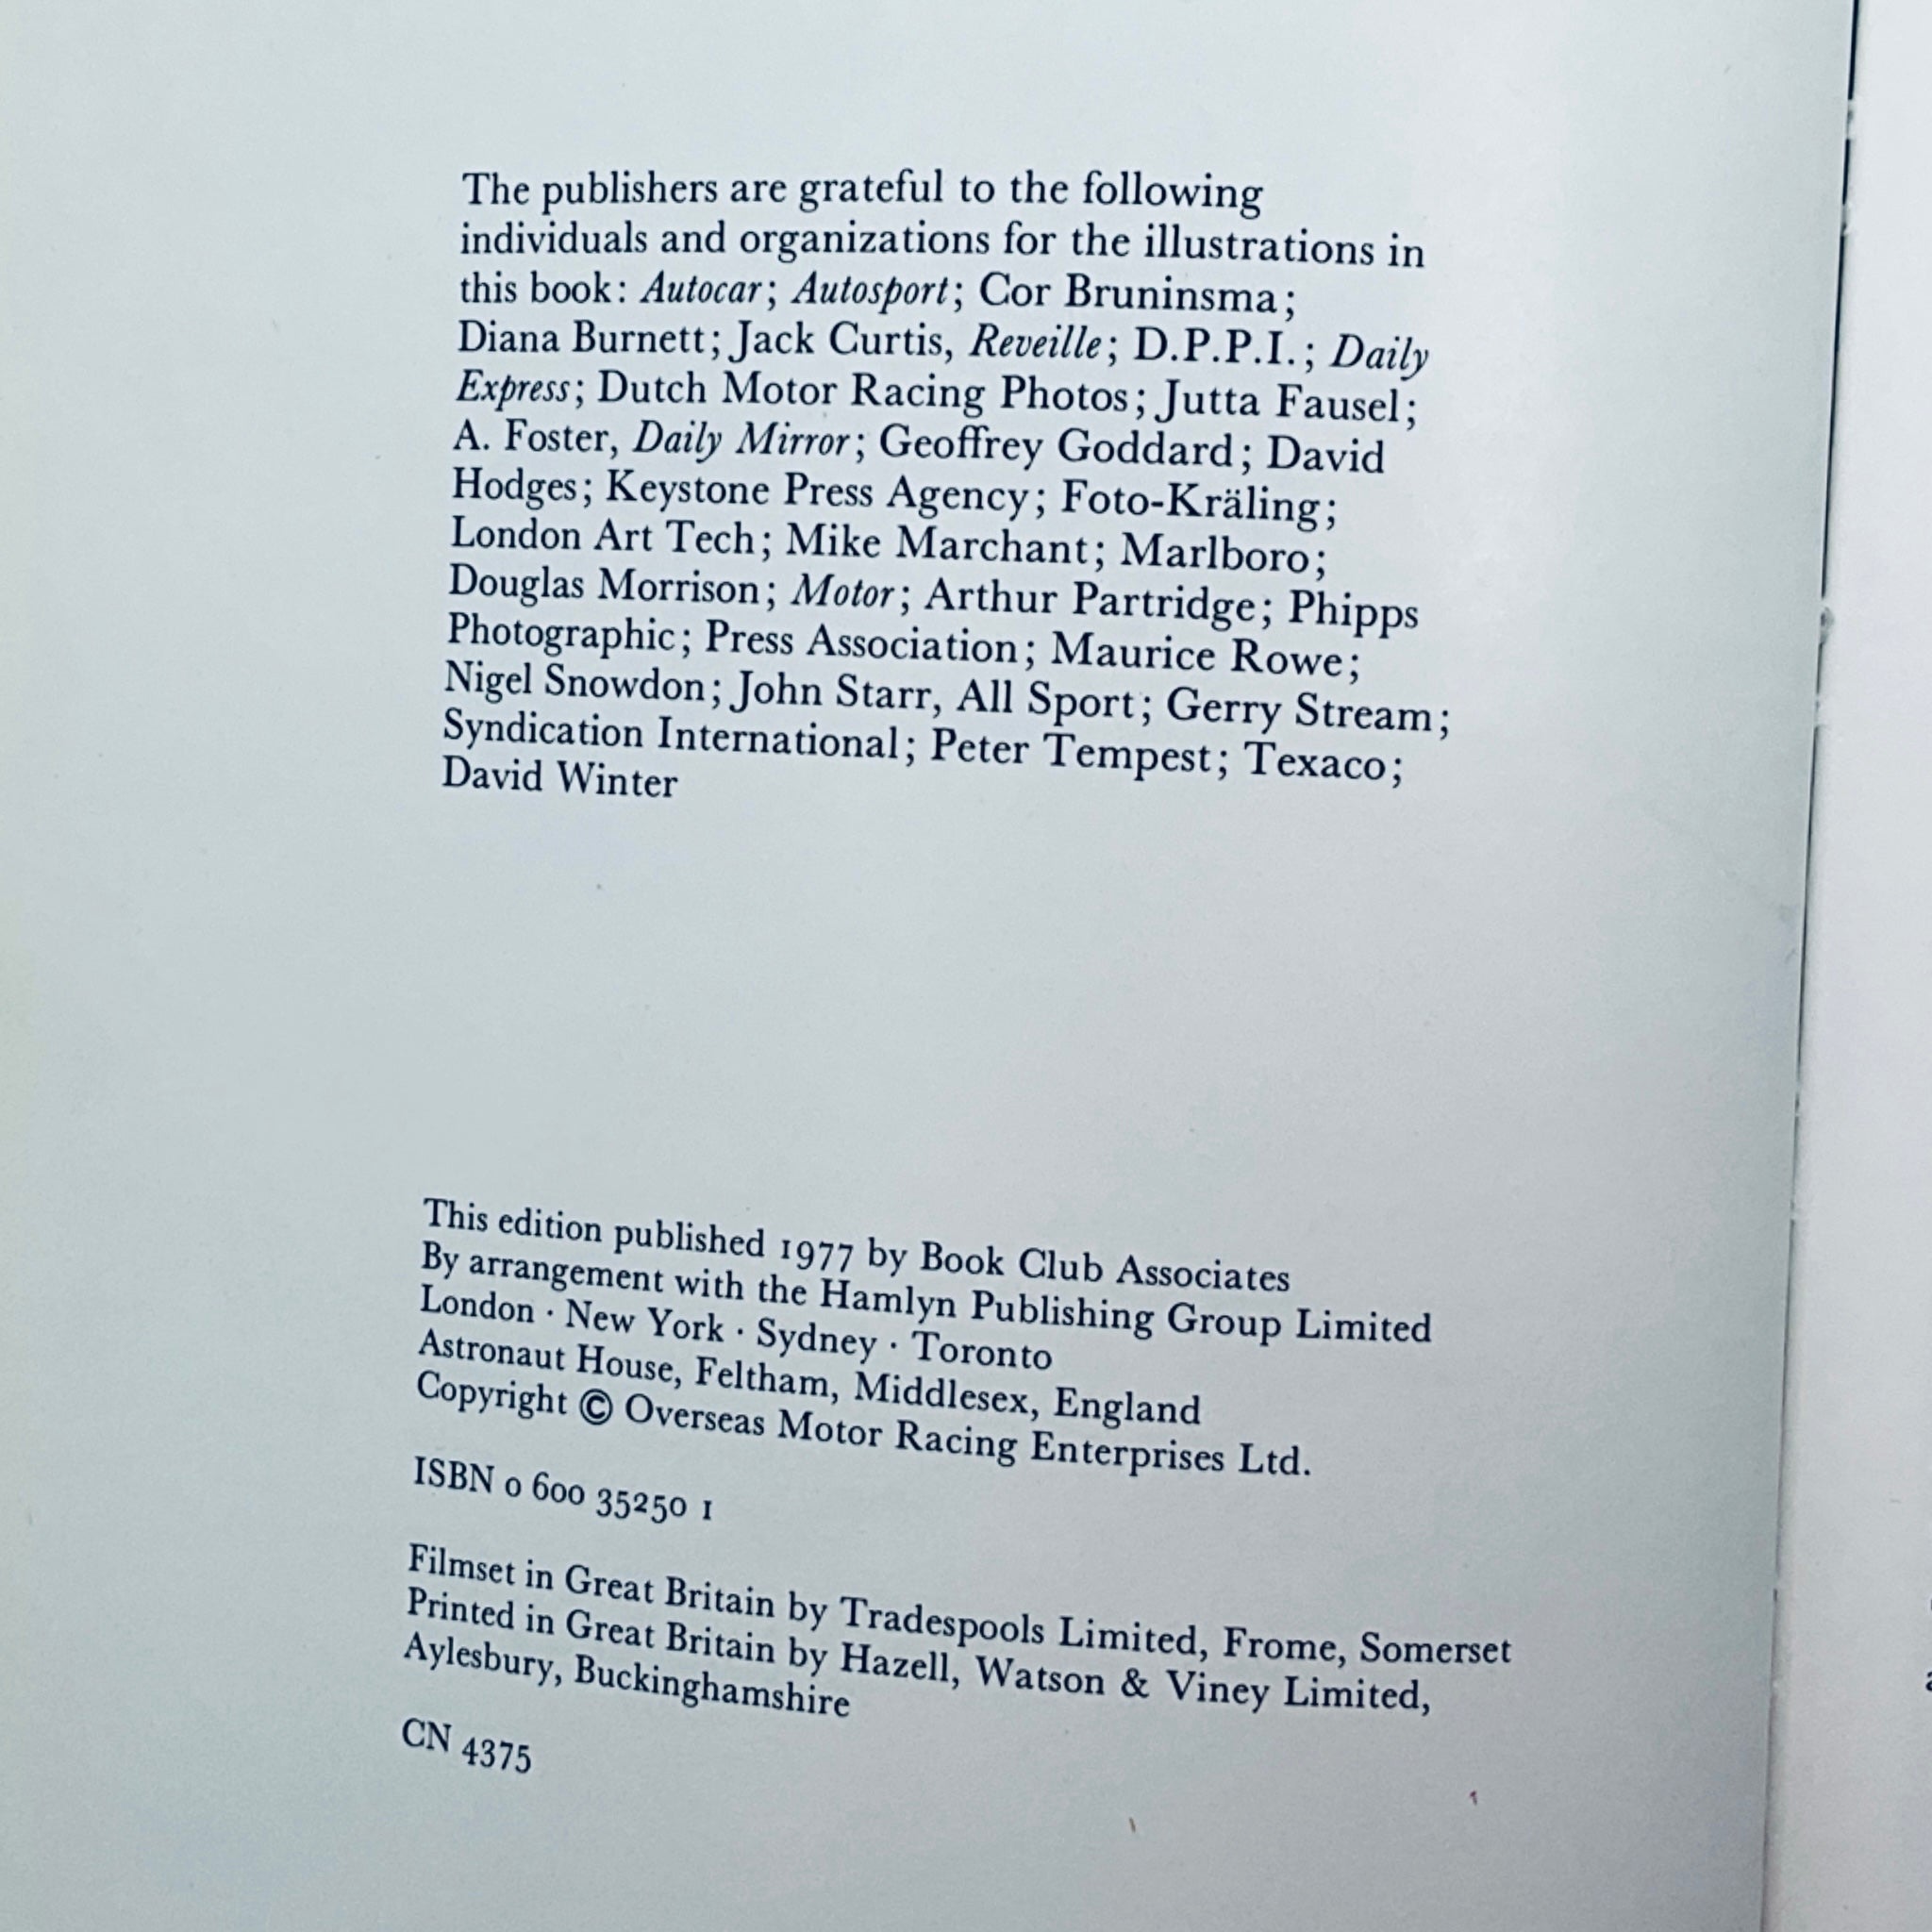 The publishers are grateful to the following
individuals and organizations for the illustrations in
this book: Autocar; Autosport; Cor Bruninsma;
Diana Burnett; Jack Curtis, Reveille; D.P.P.I.; Daily
Express; Dutch Motor Racing Photos; Jutta Fausel;
A. Foster, Daily Mirror; Geoffrey Goddard; David
Hodges; Keystone Press Agency; Foto-Kräling;
London Art Tech; Mike Marchant; Marlboro;
Douglas Morrison; Motor; Arthur Partridge; Phipps
Photographic; Press Association; Maurice Rowe;
Nigel Snowdon; John Starr, All Sport; Gerry Stream;
Syndication International; Peter Tempest; Texaco;
David Winter
This edition published 1977 by Book Club Associates
By arrangement with the Hamlyn Publishing Group Limited
London · New York · Sydney · Toronto
Astronaut House, Feltham, Middlesex, England
Copyright © Overseas Motor Racing Enterprises Ltd.
ISBN 0 600 35250 1
Filmset in Great Britain by Tradespools Limited, Frome, Somerset
Printed in Great Britain by Hazell, Watson & Viney Limited,
Aylesbury, Buckinghamshire
CN 4375